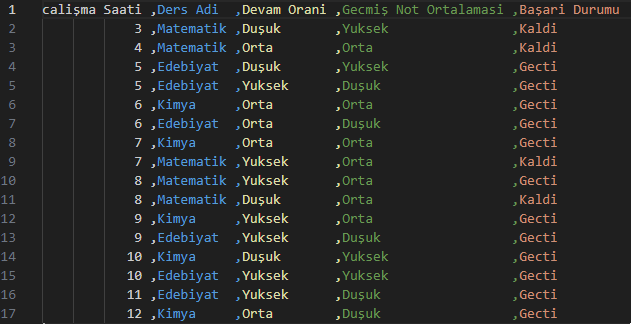 1 calişma Saati ,Ders Adi ,Devam Orani ,Gecmiş Not Ortalamasi ,Başari Durumu
2 3 ,Matematik ,Duşuk ,Yuksek ,Kaldi
3 4 ,Matematik ,Orta ,Orta ,Kaldi
4 5 ,Edebiyat ,Duşuk ,Yuksek ,Gecti
5 5 ,Edebiyat ,Yuksek ,Duşuk ,Gecti
6 6 ,Kimya ,Orta ,Orta ,Gecti
7 6 ,Edebiyat ,Orta ,Duşuk ,Gecti
8 7 ,Kimya ,Orta ,Orta ,Gecti
9 7 ,Matematik ,Yuksek ,Orta ,Kaldi
10 8 ,Matematik ,Yuksek ,Orta ,Gecti
11 8 ,Matematik ,Duşuk ,Orta ,Kaldi
12 9 ,Kimya ,Yuksek ,Orta ,Gecti
13 9 ,Edebiyat ,Yuksek ,Duşuk ,Gecti
14 10 ,Kimya ,Duşuk ,Yuksek ,Gecti
15 10 ,Edebiyat ,Yuksek ,Yuksek ,Gecti
16 11 ,Edebiyat ,Yuksek ,Duşuk ,Gecti
17 12 ,Kimya ,Orta ,Duşuk ,Gecti